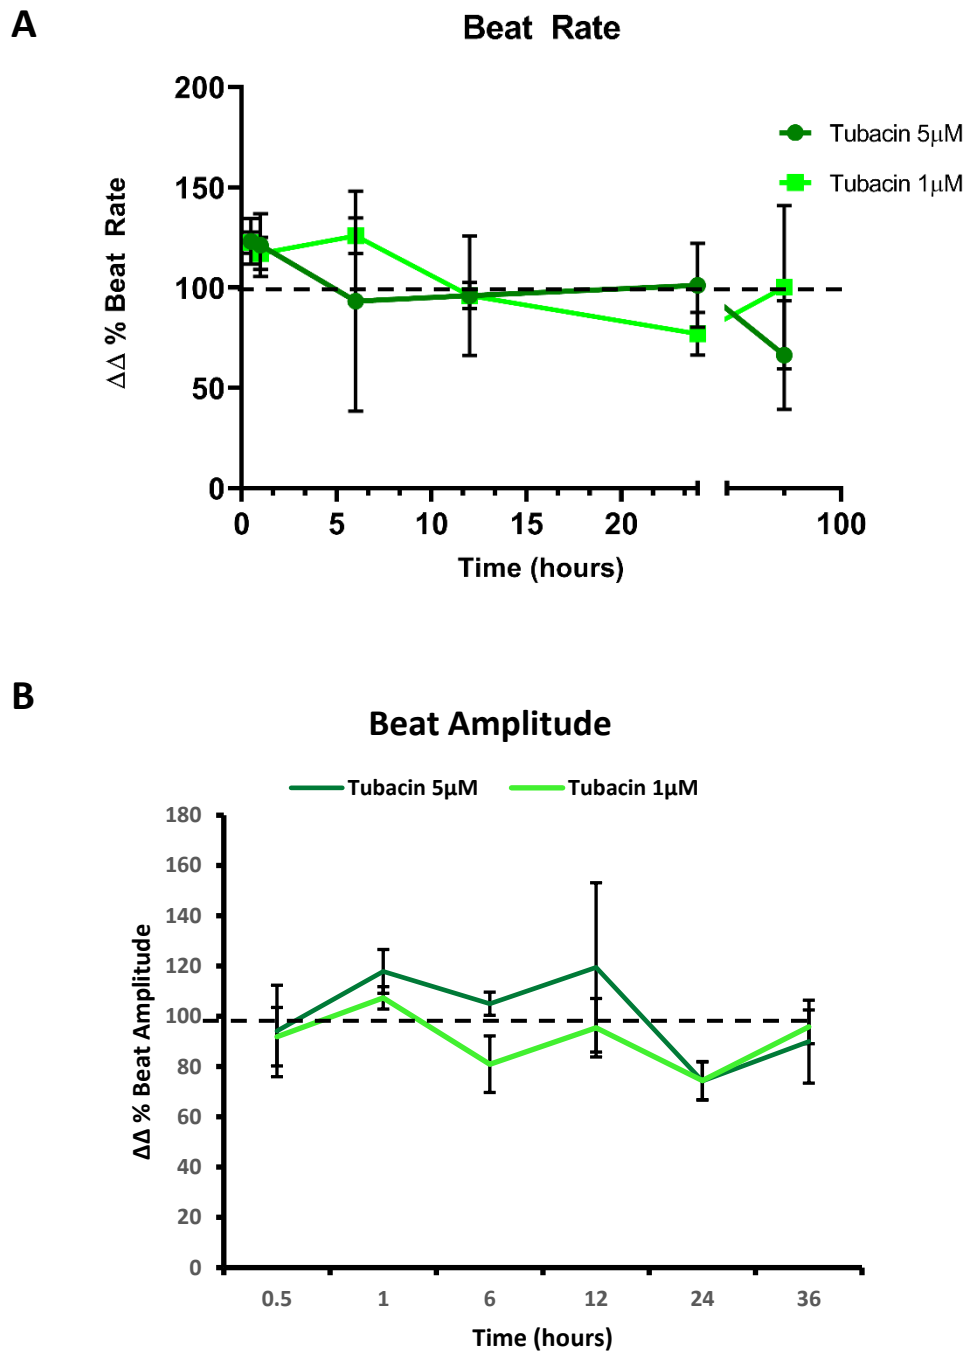 A
Beat Rate
200
150
100
50
0
ΔΔ % Beat Rate
Tubacin 5μM
Tubacin 1μM
0 5 10 15 20 100
Time (hours)
B
Beat Amplitude
Tubacin 5μM Tubacin 1μM
180
160
140
120
100
80
60
40
20
0
ΔΔ % Beat Amplitude
0.5 1 6 12 24 36
Time (hours)